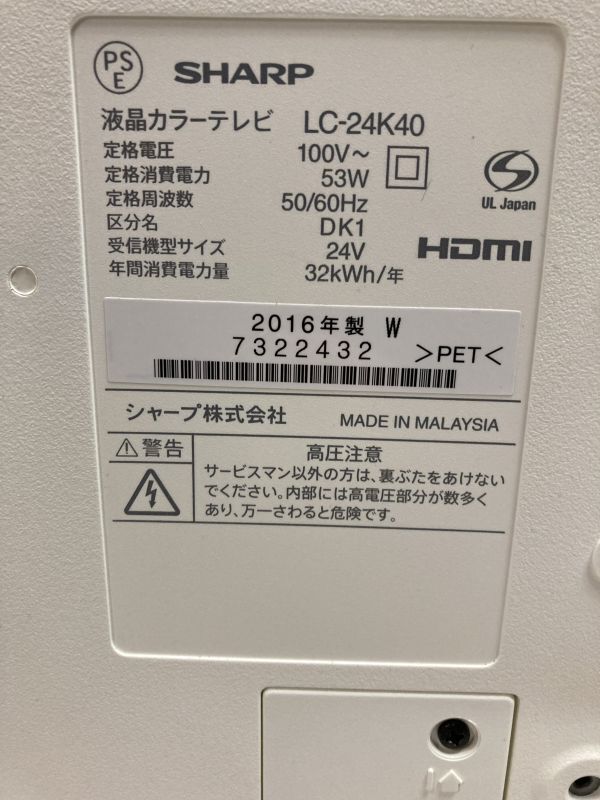 PS
E
SHARP
液晶カラーテレビ LC-24K40
定格電圧 100V～
定格消費電力 53W
定格周波数 50/60Hz
区分名 DK1
受信機型サイズ 24V
年間消費電力量 32kWh/年
UL Japan
HDMI
2016年製 W
7322432 >PET<
シャープ株式会社 MADE IN MALAYSIA
警告
高圧注意
サービスマン以外の方は、裏ぶたをあけない
でください。内部には高電圧部分が数多く
あり、万一さわると危険です。